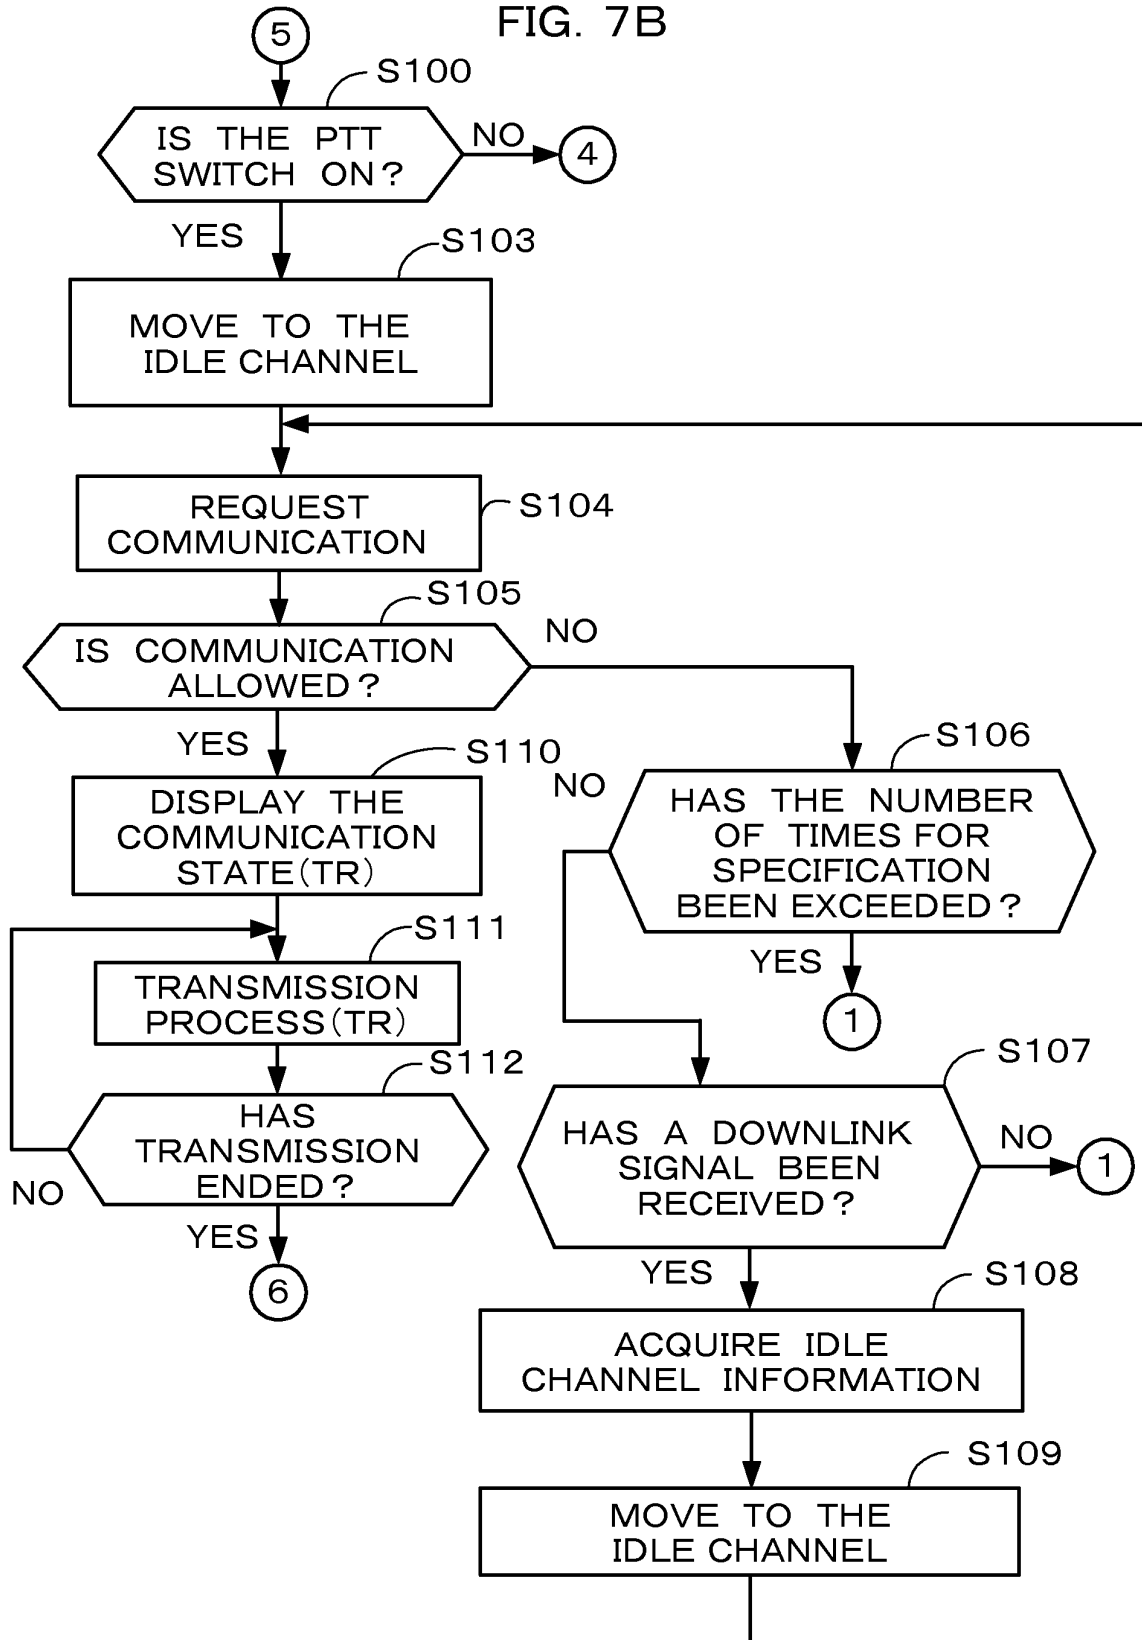 FIG. 7B
5
S100
IS THE PTT
SWITCH ON?
NO
4
YES
S103
MOVE TO THE
IDLE CHANNEL
REQUEST
COMMUNICATION
S104
S105
IS COMMUNICATION
ALLOWED?
NO
YES
S110
DISPLAY THE
COMMUNICATION
STATE(TR)
S111
TRANSMISSION
PROCESS(TR)
S112
HAS
TRANSMISSION
ENDED?
NO
YES
6
S106
NO
HAS THE NUMBER
OF TIMES FOR
SPECIFICATION
BEEN EXCEEDED?
YES
1
S107
HAS A DOWNLINK
SIGNAL BEEN
RECEIVED?
NO
1
YES
S108
ACQUIRE IDLE
CHANNEL INFORMATION
S109
MOVE TO THE
IDLE CHANNEL